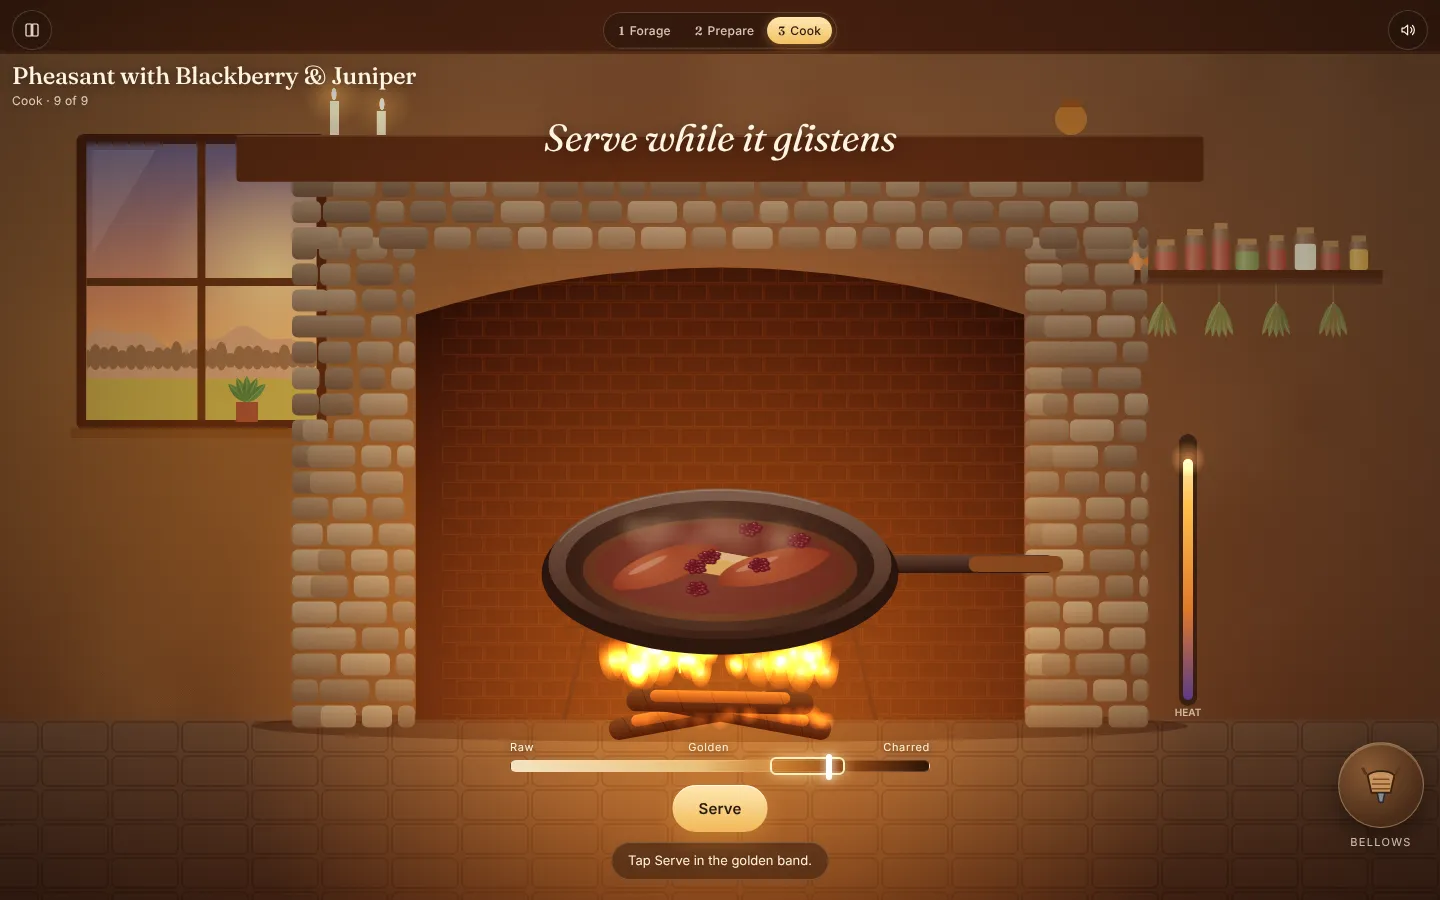 1 Forage
2 Prepare
3 Cook
Pheasant with Blackberry & Juniper
Cook · 9 of 9
Serve while it glistens
HEAT
Raw
Golden
Charred
Serve
BELLOWS
Tap Serve in the golden band.